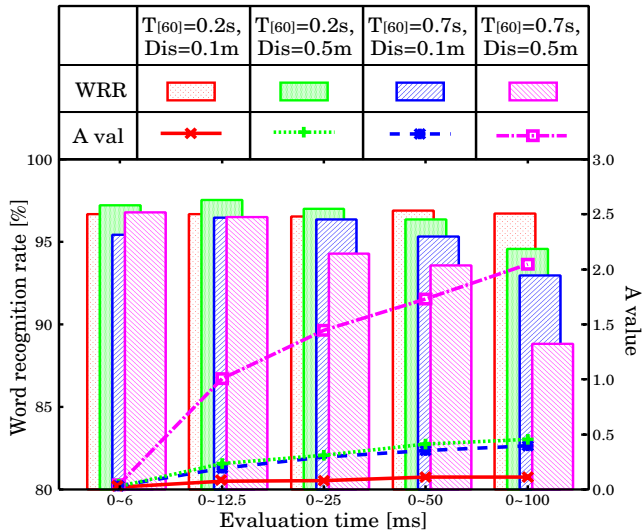 T[60]=0.2s, T[60]=0.2s, T[60]=0.7s, T[60]=0.7s,
Dis=0.1m Dis=0.5m Dis=0.1m Dis=0.5m
WRR
A val
100 3.0
95 2.5
2.0
90 1.5
1.0
85 0.5
80 0.0
Word recognition rate [%]
A value
0~6 0~12.5 0~25 0~50 0~100
Evaluation time [ms]